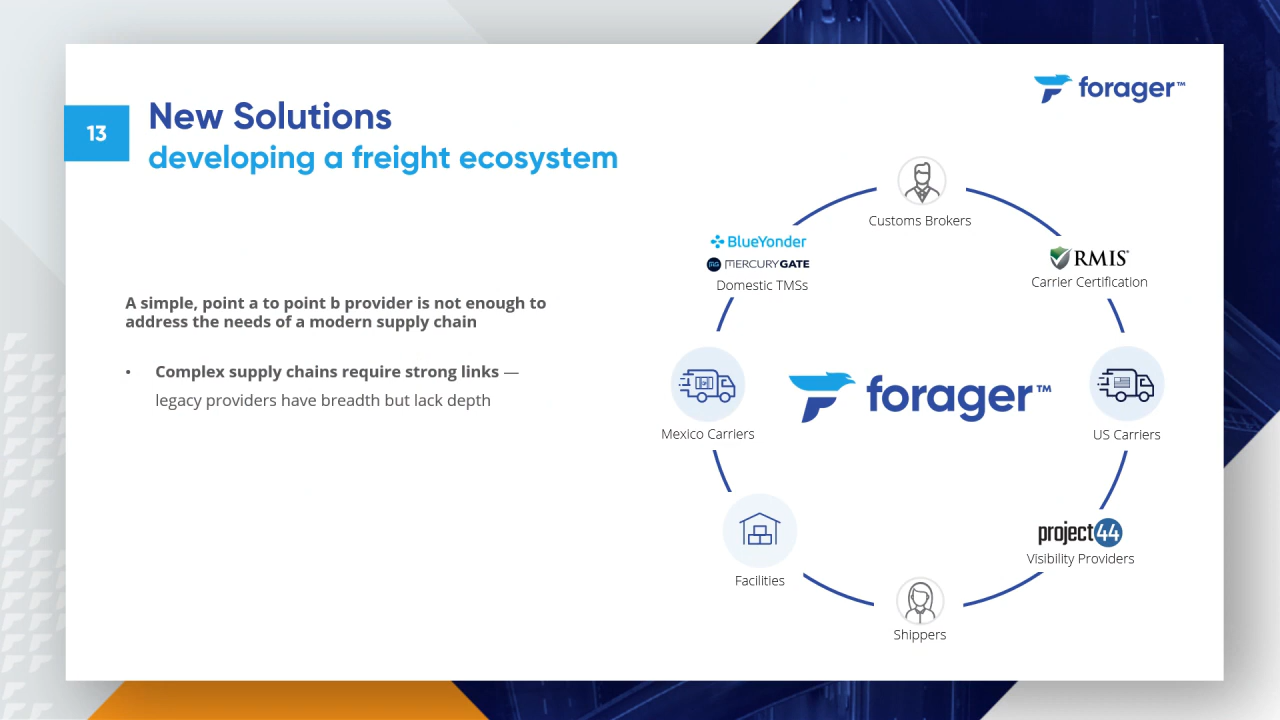 forager™
13
New Solutions
developing a freight ecosystem
A simple, point a to point b provider is not enough to
address the needs of a modern supply chain
• Complex supply chains require strong links —
legacy providers have breadth but lack depth
Customs Brokers
BlueYonder
MERCURYGATE
Domestic TMSs
RMIS
Carrier Certification
Mexico Carriers
forager™
US Carriers
project44
Visibility Providers
Facilities
Shippers